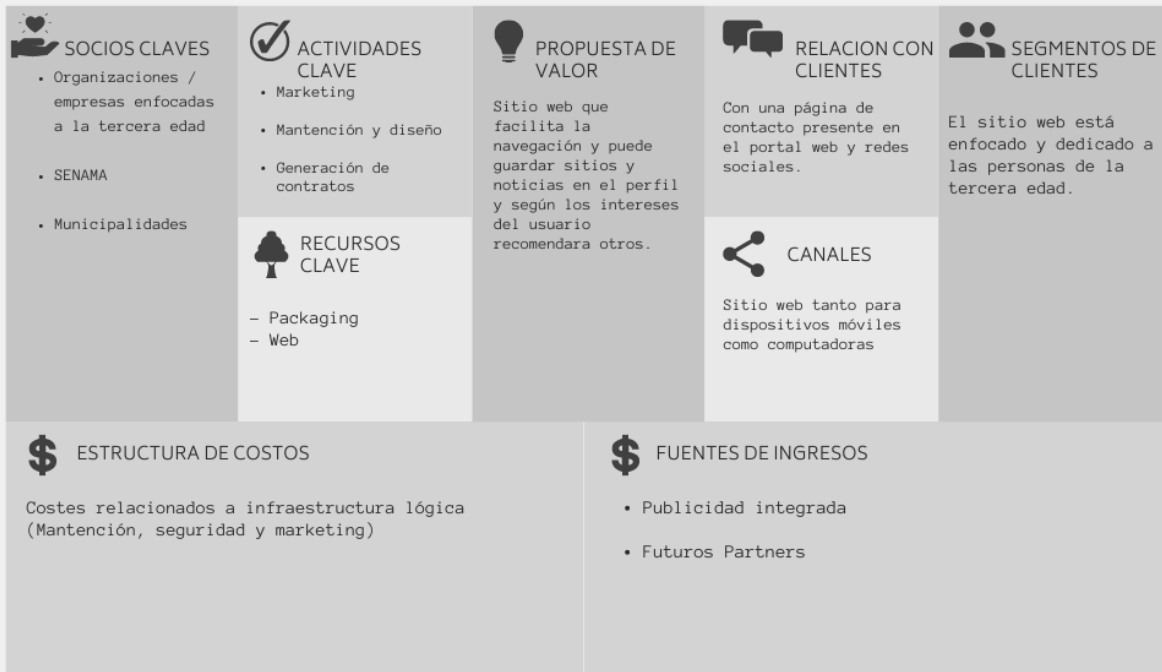 SOCIOS CLAVES
• Organizaciones /
empresas enfocadas
a la tercera edad
• SENAMA
• Municipalidades
ACTIVIDADES
CLAVE
• Marketing
• Mantención y diseño
• Generación de
contratos
RECURSOS
CLAVE
– Packaging
– Web
PROPUESTA DE
VALOR
Sitio web que
facilita la
navegación y puede
guardar sitios y
noticias en el perfil
y según los intereses
del usuario
recomendara otros.
RELACION CON
CLIENTES
Con una página de
contacto presente en
el portal web y redes
sociales.
CANALES
Sitio web tanto para
dispositivos móviles
como computadoras
SEGMENTOS DE
CLIENTES
El sitio web está
enfocado y dedicado a
las personas de la
tercera edad.
ESTRUCTURA DE COSTOS
Costes relacionados a infraestructura lógica
(Mantención, seguridad y marketing)
FUENTES DE INGRESOS
• Publicidad integrada
• Futuros Partners